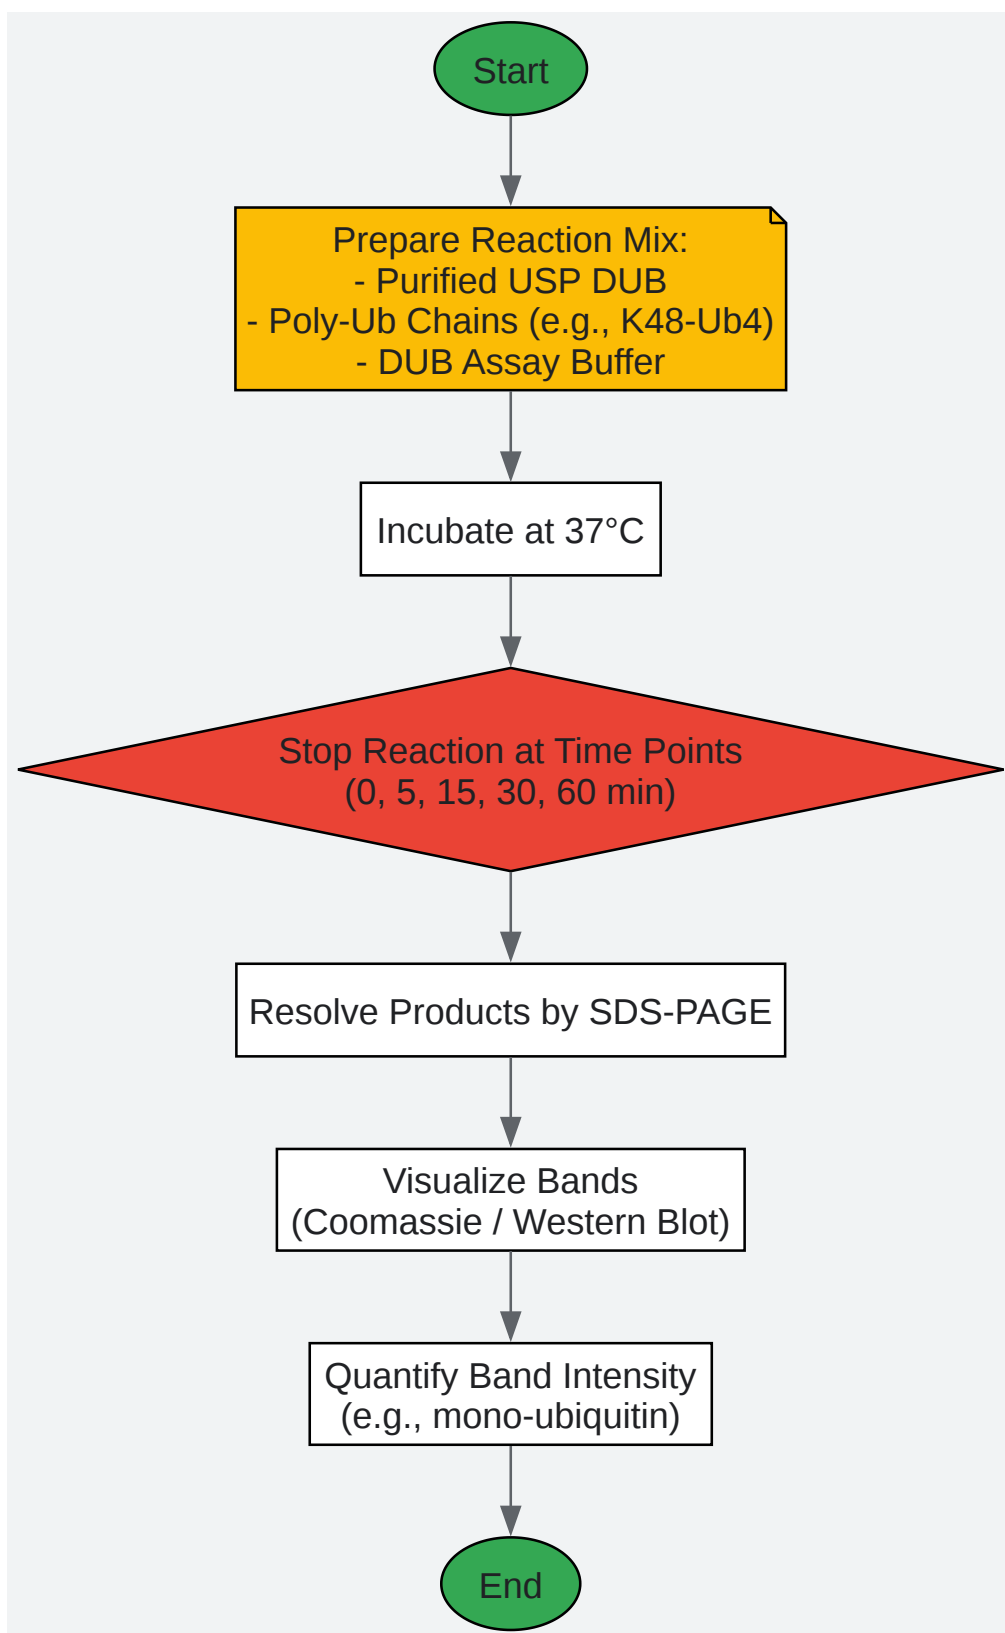 Start
Prepare Reaction Mix:
- Purified USP DUB
- Poly-Ub Chains (e.g., K48-Ub4)
- DUB Assay Buffer
Incubate at 37°C
Stop Reaction at Time Points
(0, 5, 15, 30, 60 min)
Resolve Products by SDS-PAGE
Visualize Bands
(Coomassie / Western Blot)
Quantify Band Intensity
(e.g., mono-ubiquitin)
End